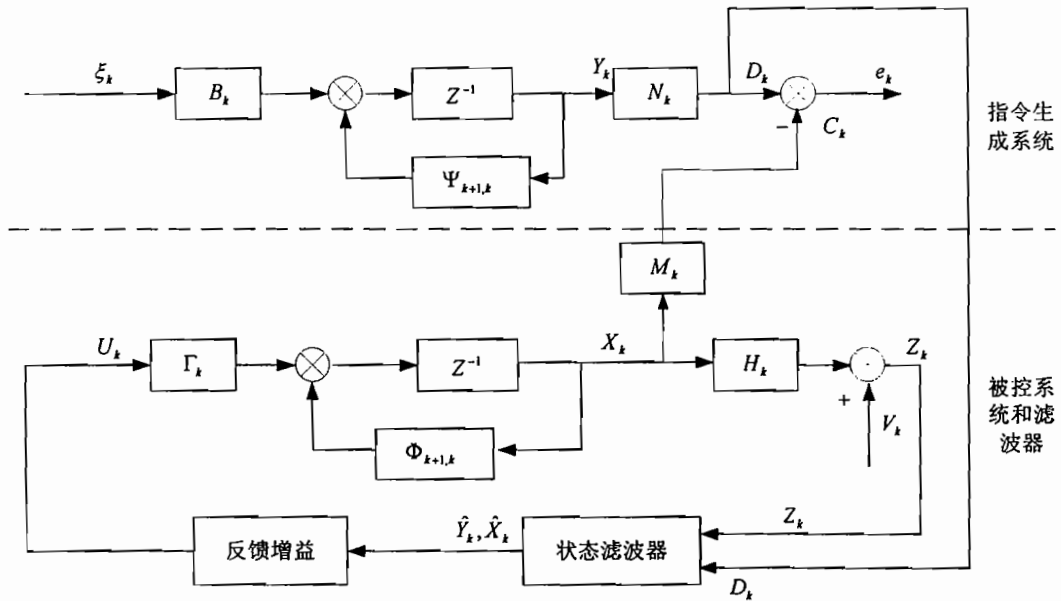 ξ_k
B_k
Z⁻¹
Y_k
N_k
D_k
e_k
−
C_k
Ψ_{k+1,k}
指令生
成系统
M_k
U_k
Γ_k
Z⁻¹
X_k
H_k
Z_k
+
V_k
Φ_{k+1,k}
被控系
统和滤
波器
反馈增益
Ŷ_k, X̂_k
状态滤波器
Z_k
D_k